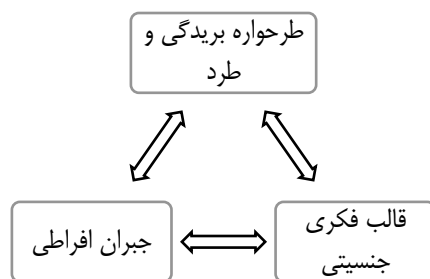 طرحواره بریدگی و
طرد
قالب فکری
جنسیتی
جبران افراطی